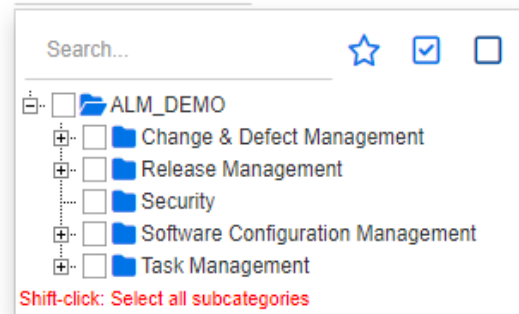 Search...
ALM_DEMO
Change & Defect Management
Release Management
Security
Software Configuration Management
Task Management
Shift-click: Select all subcategories